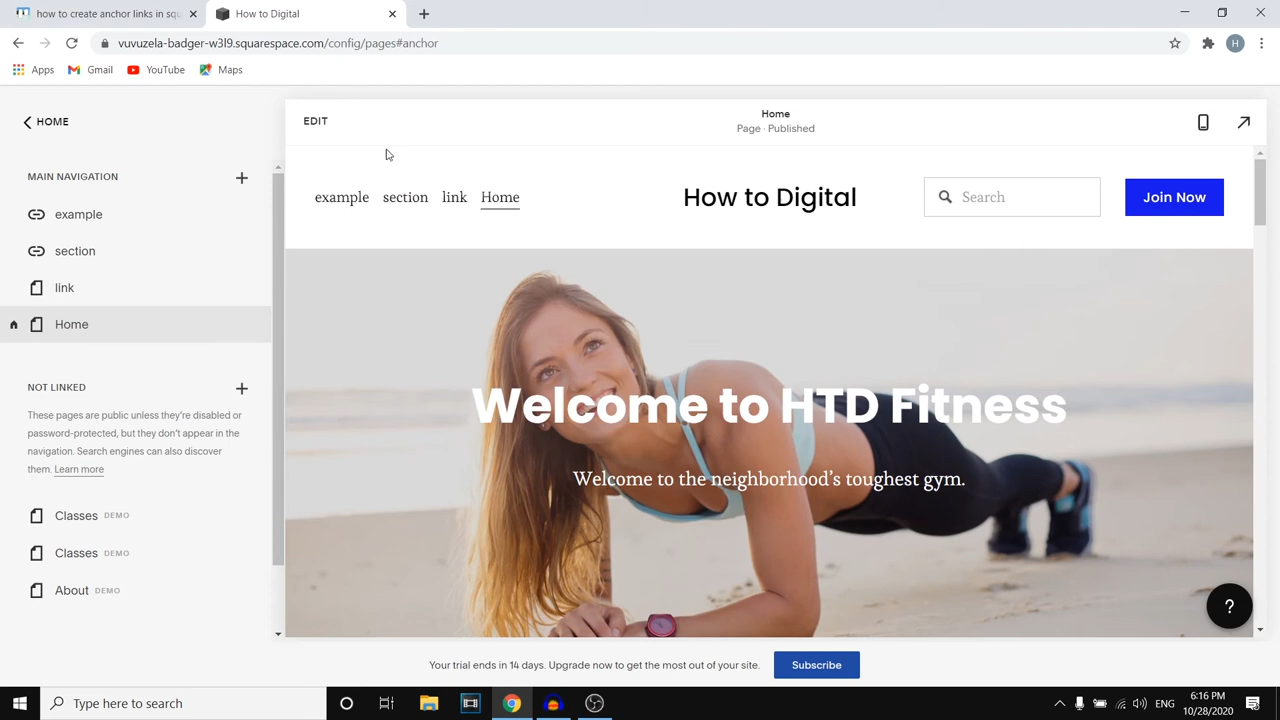 how to create anchor links in squ
How to Digital
vuvuzela-badger-w3l9.squarespace.com/config/pages#anchor
H
Apps
Gmail
YouTube
Maps
HOME
EDIT
Home
Page · Published
MAIN NAVIGATION
example
section
link
Home
example section link Home
How to Digital
Search
Join Now
Welcome to HTD Fitness
Welcome to the neighborhood's toughest gym.
NOT LINKED
These pages are public unless they're disabled or
password-protected, but they don't appear in the
navigation. Search engines can also discover
them. Learn more
Classes DEMO
Classes DEMO
About DEMO
?
Your trial ends in 14 days. Upgrade now to get the most out of your site.
Subscribe
Type here to search
ENG
6:16 PM
10/28/2020